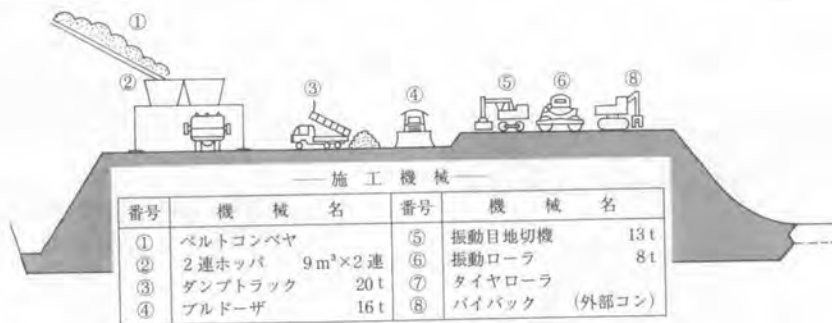 ① ② ③ ④ ⑤ ⑥ ⑧
──施工機械──
番号 機械名 番号 機械名
① ベルトコンベヤ ⑤ 振動目地切機 13t
② 2連ホッパ 9m³×2連 ⑥ 振動ローラ 8t
③ ダンプトラック 20t ⑦ タイヤローラ
④ ブルドーザ 16t ⑧ バイバック (外部コン)